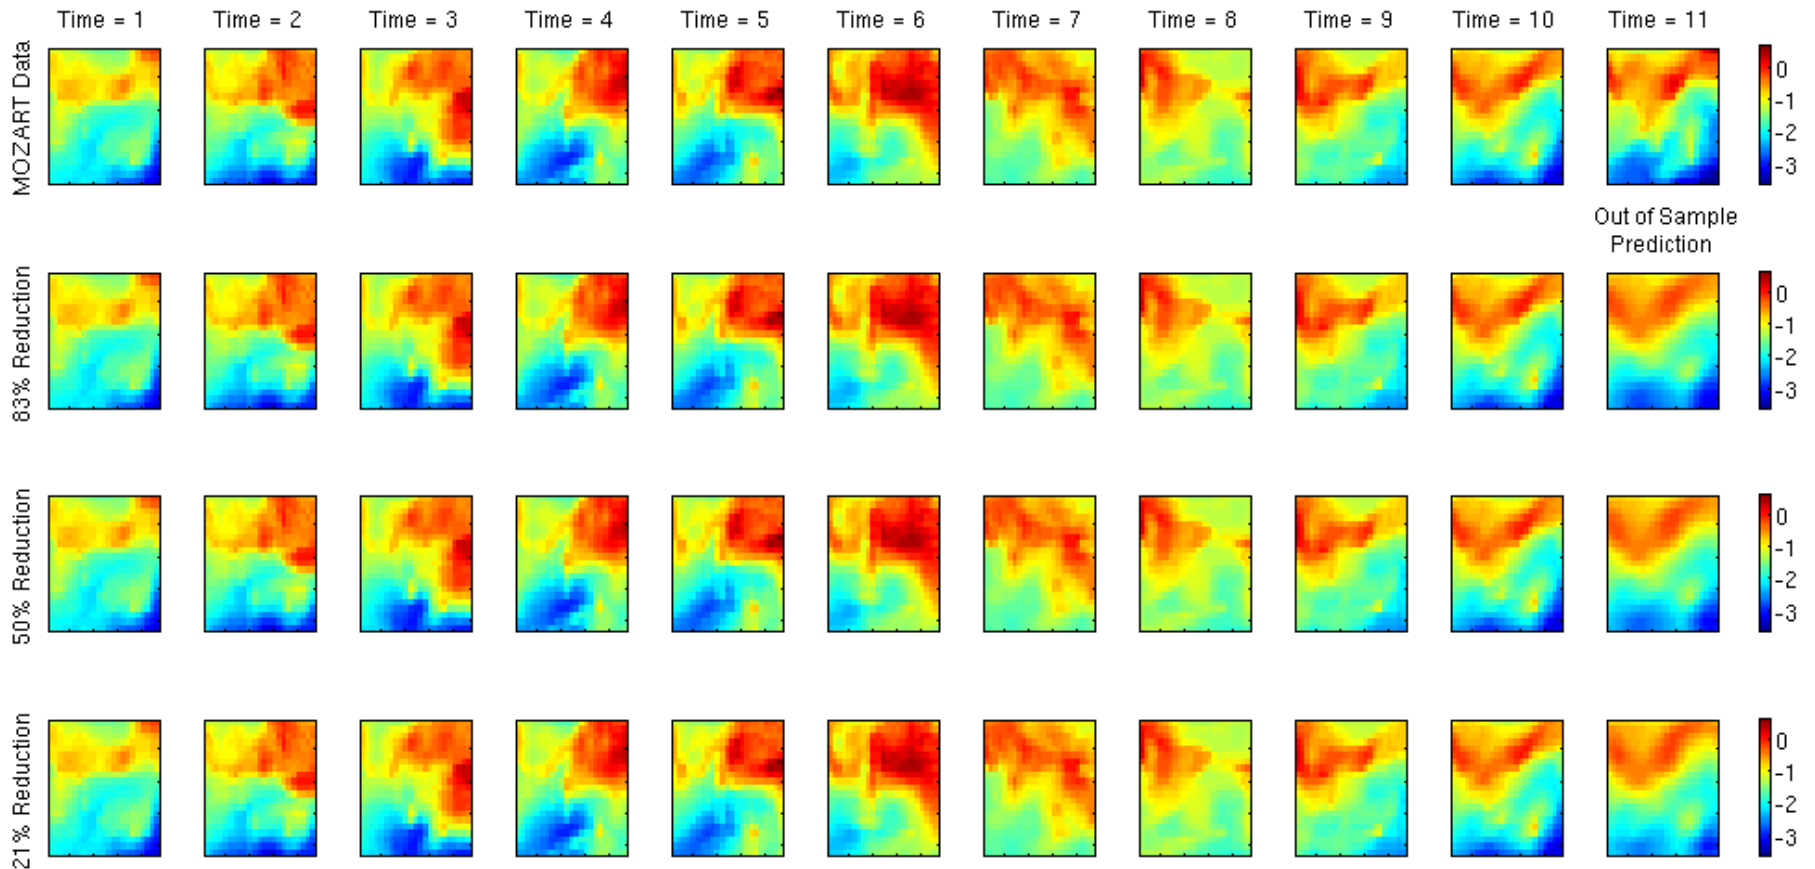 Time = 1
Time = 2
Time = 3
Time = 4
Time = 5
Time = 6
Time = 7
Time = 8
Time = 9
Time = 10
Time = 11
MOZART Data
0
-1
-2
-3
Out of Sample
Prediction
83% Reduction
0
-1
-2
-3
50% Reduction
0
-1
-2
-3
21% Reduction
0
-1
-2
-3